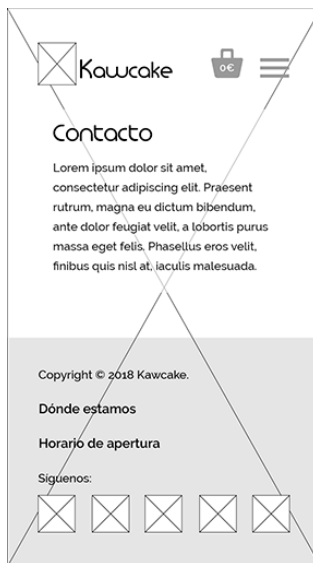 Kawcake
0€
Contacto
Lorem ipsum dolor sit amet,
consectetur adipiscing elit. Praesent
rutrum, magna eu dictum bibendum,
ante dolor feugiat velit, a lobortis purus
massa eget felis. Phasellus eros velit,
finibus quis nisl at, iaculis malesuada.
Copyright © 2018 Kawcake.
Dónde estamos
Horario de apertura
Síguenos: